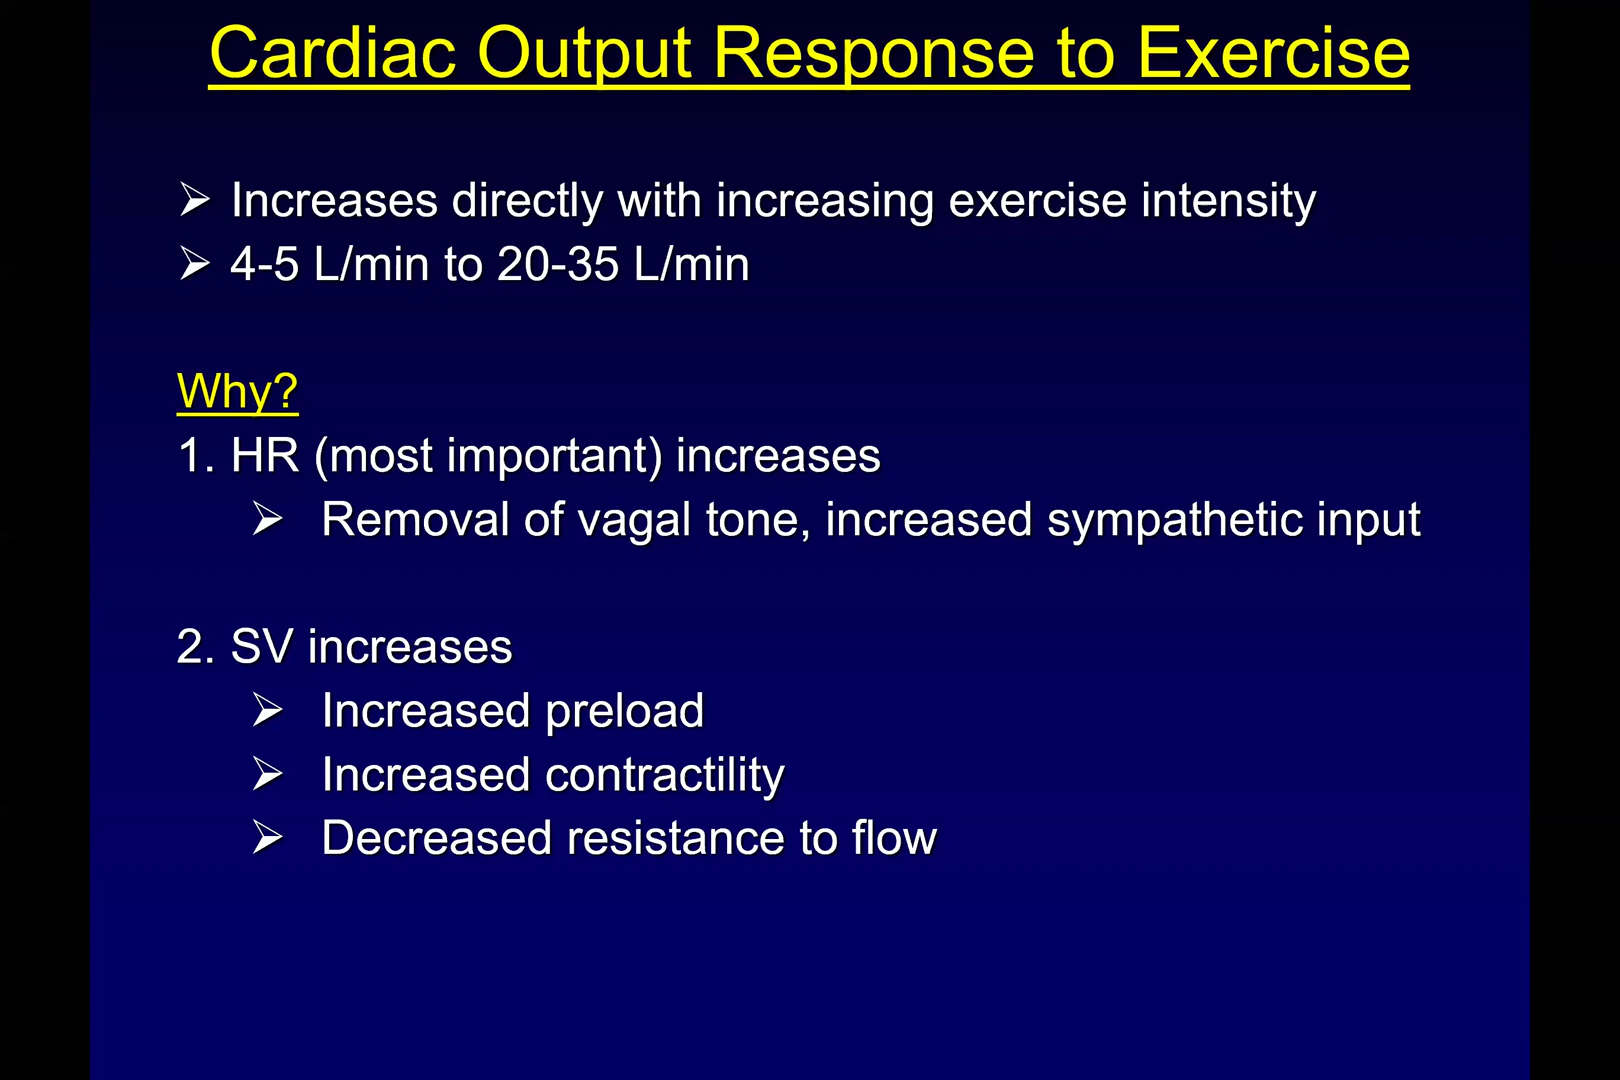 Cardiac Output Response to Exercise
➢ Increases directly with increasing exercise intensity
➢ 4-5 L/min to 20-35 L/min
Why?
1. HR (most important) increases
➢ Removal of vagal tone, increased sympathetic input
2. SV increases
➢ Increased preload
➢ Increased contractility
➢ Decreased resistance to flow